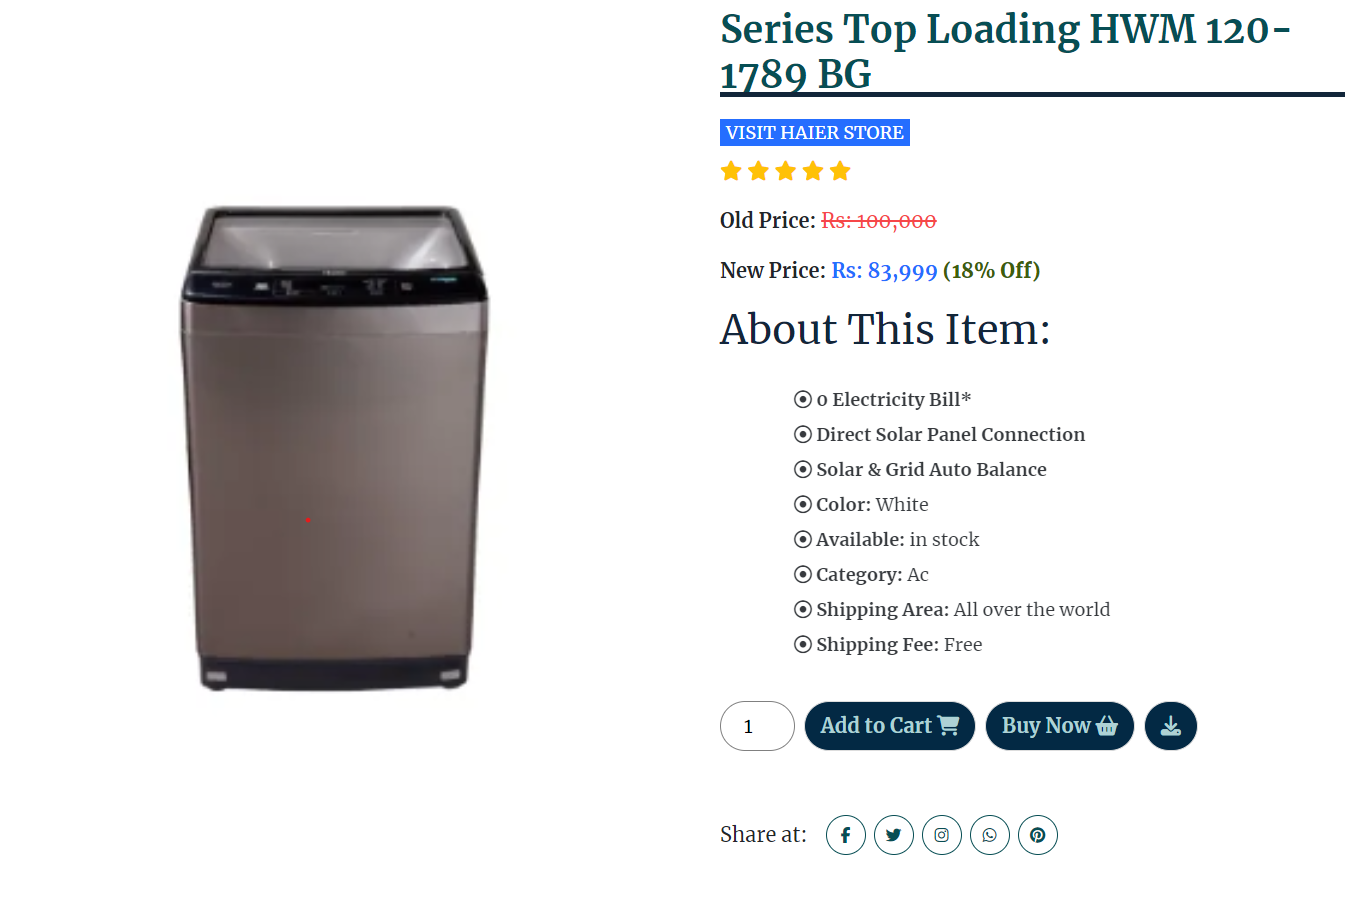 Series Top Loading HWM 120-
1789 BG
VISIT HAIER STORE
Old Price: Rs: 100,000
New Price: Rs: 83,999 (18% Off)
About This Item:
0 Electricity Bill*
Direct Solar Panel Connection
Solar & Grid Auto Balance
Color: White
Available: in stock
Category: Ac
Shipping Area: All over the world
Shipping Fee: Free
1
Add to Cart
Buy Now
Share at: